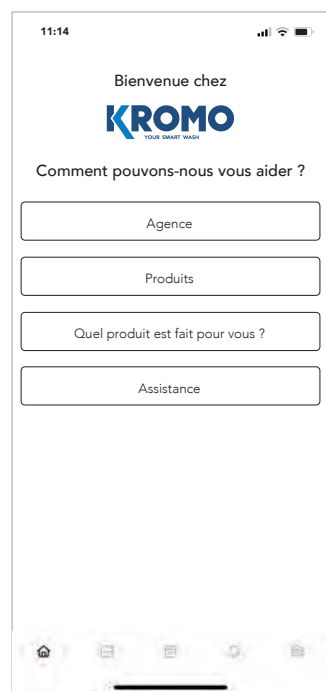 11:14
Bienvenue chez
KROMO
YOUR SMART WASH
Comment pouvons-nous vous aider ?
Agence
Produits
Quel produit est fait pour vous ?
Assistance